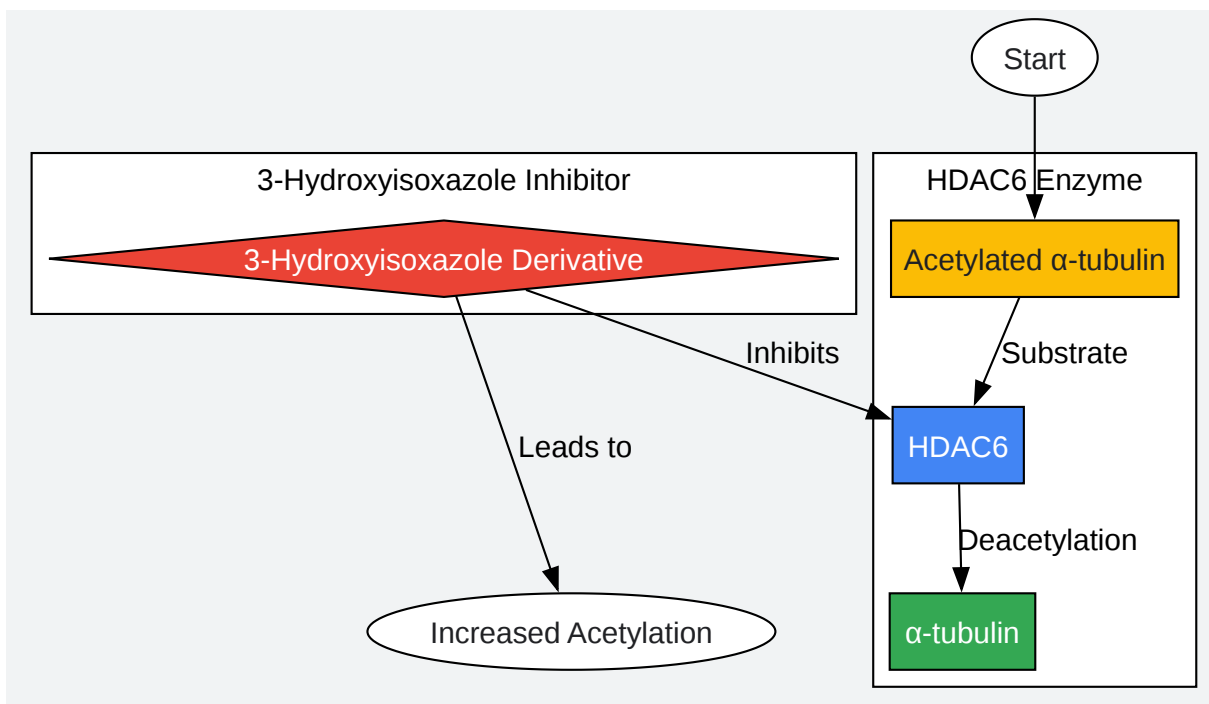 Start
3-Hydroxyisoxazole Inhibitor
HDAC6 Enzyme
3-Hydroxyisoxazole Derivative
Acetylated α-tubulin
Inhibits
Substrate
Leads to
HDAC6
Deacetylation
Increased Acetylation
α-tubulin